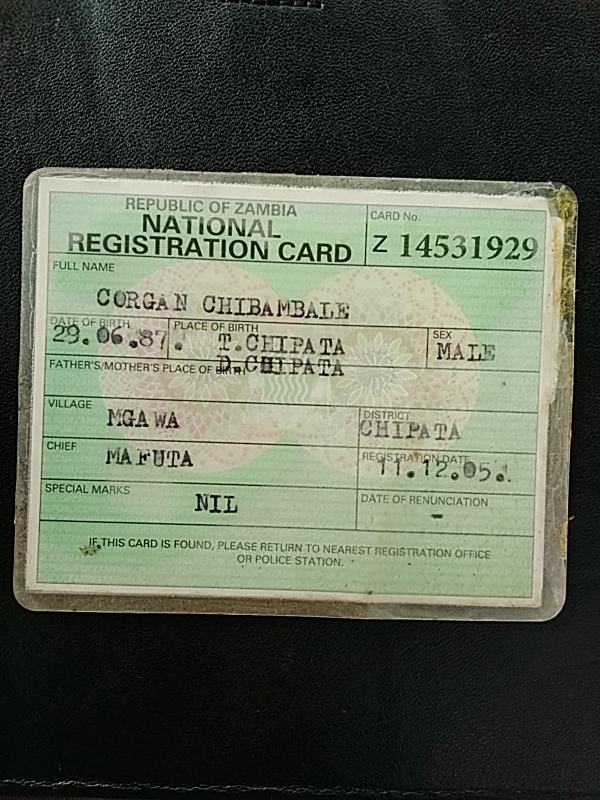 REPUBLIC OF ZAMBIA
NATIONAL
REGISTRATION CARD
CARD No.
Z 14531929
FULL NAME
CORGAN CHIBAMBALE
DATE OF BIRTH
29.06.87.
PLACE OF BIRTH
T.CHIPATA
SEX
MALE
FATHER'S/MOTHER'S PLACE OF BIRTH
D.CHIPATA
VILLAGE
MGAWA
DISTRICT
CHIPATA
CHIEF
MAFUTA
REGISTRATION DATE
11.12.05.
SPECIAL MARKS
NIL
DATE OF RENUNCIATION
-
IF THIS CARD IS FOUND, PLEASE RETURN TO NEAREST REGISTRATION OFFICE
OR POLICE STATION.